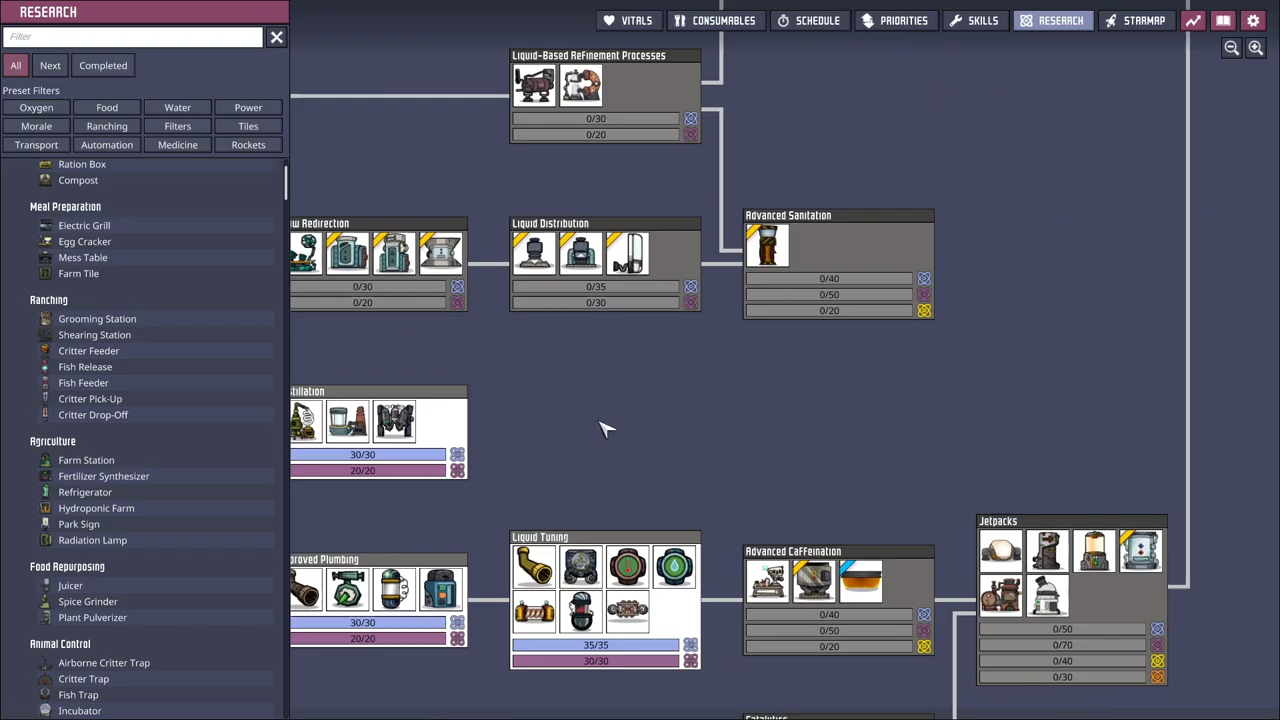 RESEARCH
VITALS
CONSUMABLES
SCHEDULE
PRIORITIES
SKILLS
RESEARCH
STARMAP
Filter
All
Next
Completed
Preset Filters
Oxygen
Food
Water
Power
Morale
Ranching
Filters
Tiles
Transport
Automation
Medicine
Rockets
Ration Box
Compost
Meal Preparation
Electric Grill
Egg Cracker
Mess Table
Farm Tile
Ranching
Grooming Station
Shearing Station
Critter Feeder
Fish Release
Fish Feeder
Critter Pick-Up
Critter Drop-Off
Agriculture
Farm Station
Fertilizer Synthesizer
Refrigerator
Hydroponic Farm
Park Sign
Radiation Lamp
Food Repurposing
Juicer
Spice Grinder
Plant Pulverizer
Animal Control
Airborne Critter Trap
Critter Trap
Fish Trap
Incubator
Liquid-Based Refinement Processes
0/30
0/20
ow Redirection
0/30
0/20
Liquid Distribution
0/35
0/30
Advanced Sanitation
0/40
0/50
0/20
stillation
30/30
20/20
proved Plumbing
30/30
20/20
Liquid Tuning
35/35
30/30
Advanced Caffeination
0/40
0/50
0/20
Jetpacks
0/50
0/70
0/40
0/30